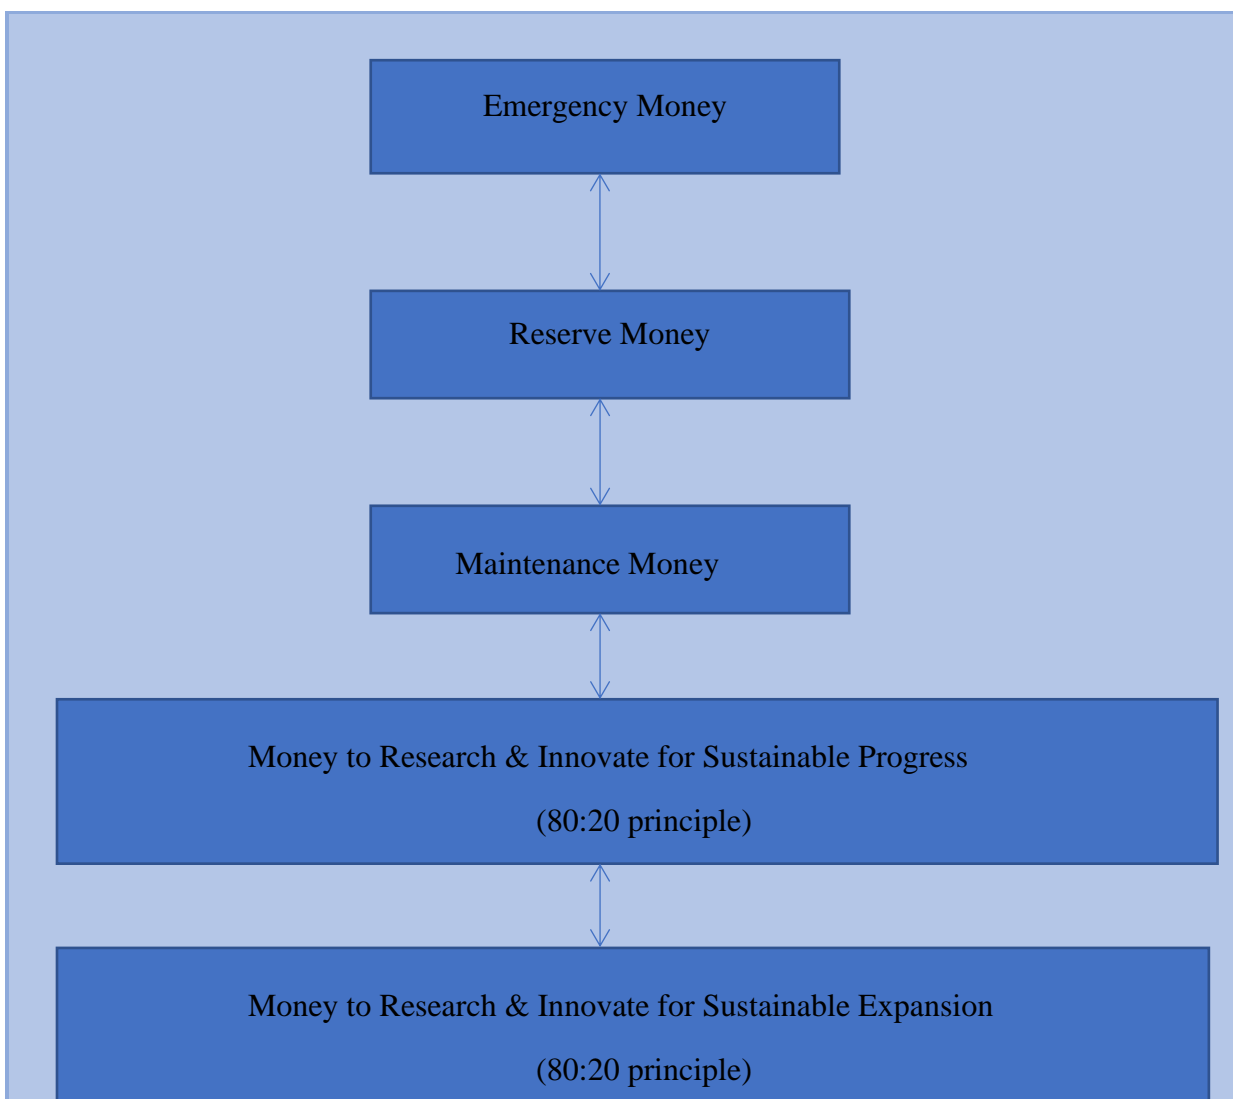 Emergency Money
Reserve Money
Maintenance Money
Money to Research & Innovate for Sustainable Progress
(80:20 principle)
Money to Research & Innovate for Sustainable Expansion
(80:20 principle)